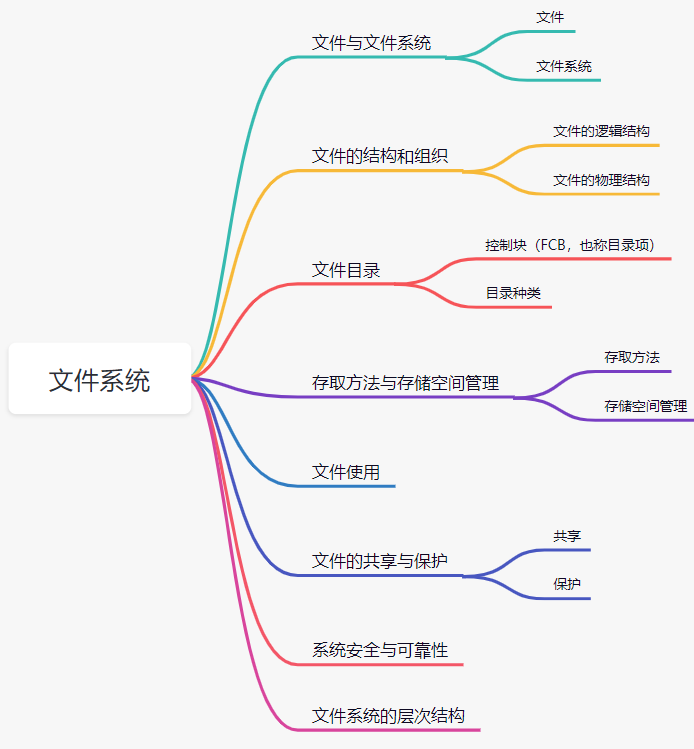 文件系统
文件与文件系统
文件
文件系统
文件的结构和组织
文件的逻辑结构
文件的物理结构
文件目录
控制块（FCB，也称目录项）
目录种类
存取方法与存储空间管理
存取方法
存储空间管理
文件使用
文件的共享与保护
共享
保护
系统安全与可靠性
文件系统的层次结构